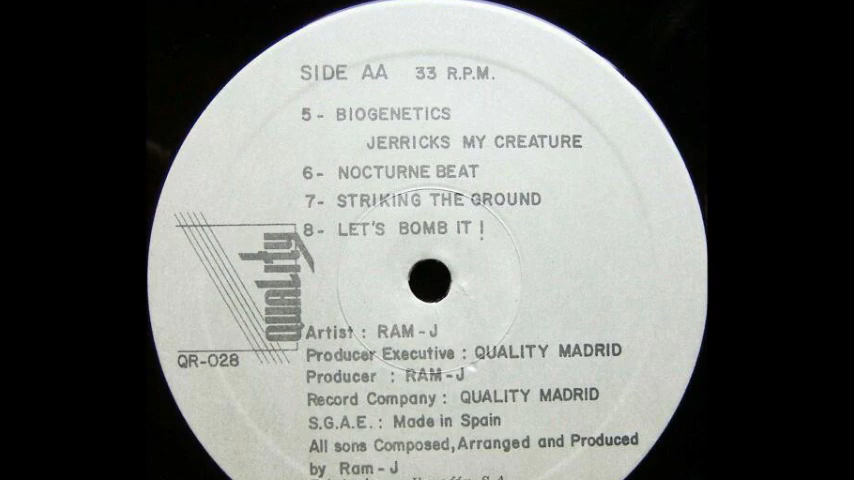 SIDE AA 33 R.P.M.
5- BIOGENETICS
JERRICKS MY CREATURE
6- NOCTURNE BEAT
7- STRIKING THE GROUND
8- LET'S BOMB IT !
QUALity
QR-028
Artist : RAM-J
Producer Executive : QUALITY MADRID
Producer : RAM-J
Record Company : QUALITY MADRID
S.G.A.E. : Made in Spain
All sons Composed, Arranged and Produced
by Ram-J